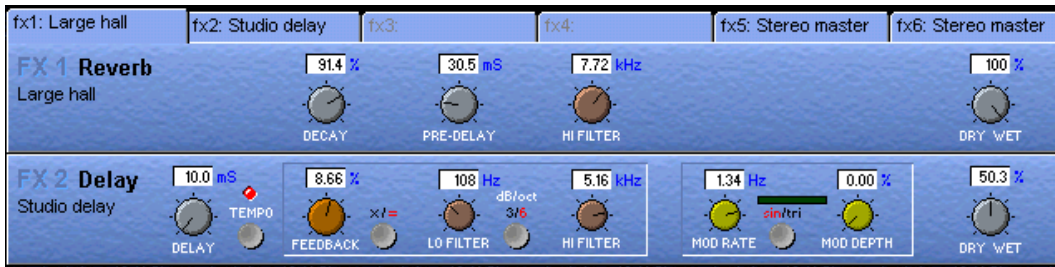 fx1: Large hall fx2: Studio delay fx3: fx4: fx5: Stereo master fx6: Stereo master
FX 1 Reverb 91.4 % 30.5 mS 7.72 kHz 100 %
Large hall
DECAY PRE-DELAY HI FILTER DRY WET
FX 2 Delay 10.0 mS 8.66 % 108 Hz 5.16 kHz 1.34 Hz 0.00 % 50.3 %
Studio delay TEMPO x/= dB/oct 3/6 sin/tri
DELAY FEEDBACK LO FILTER HI FILTER MOD RATE MOD DEPTH DRY WET